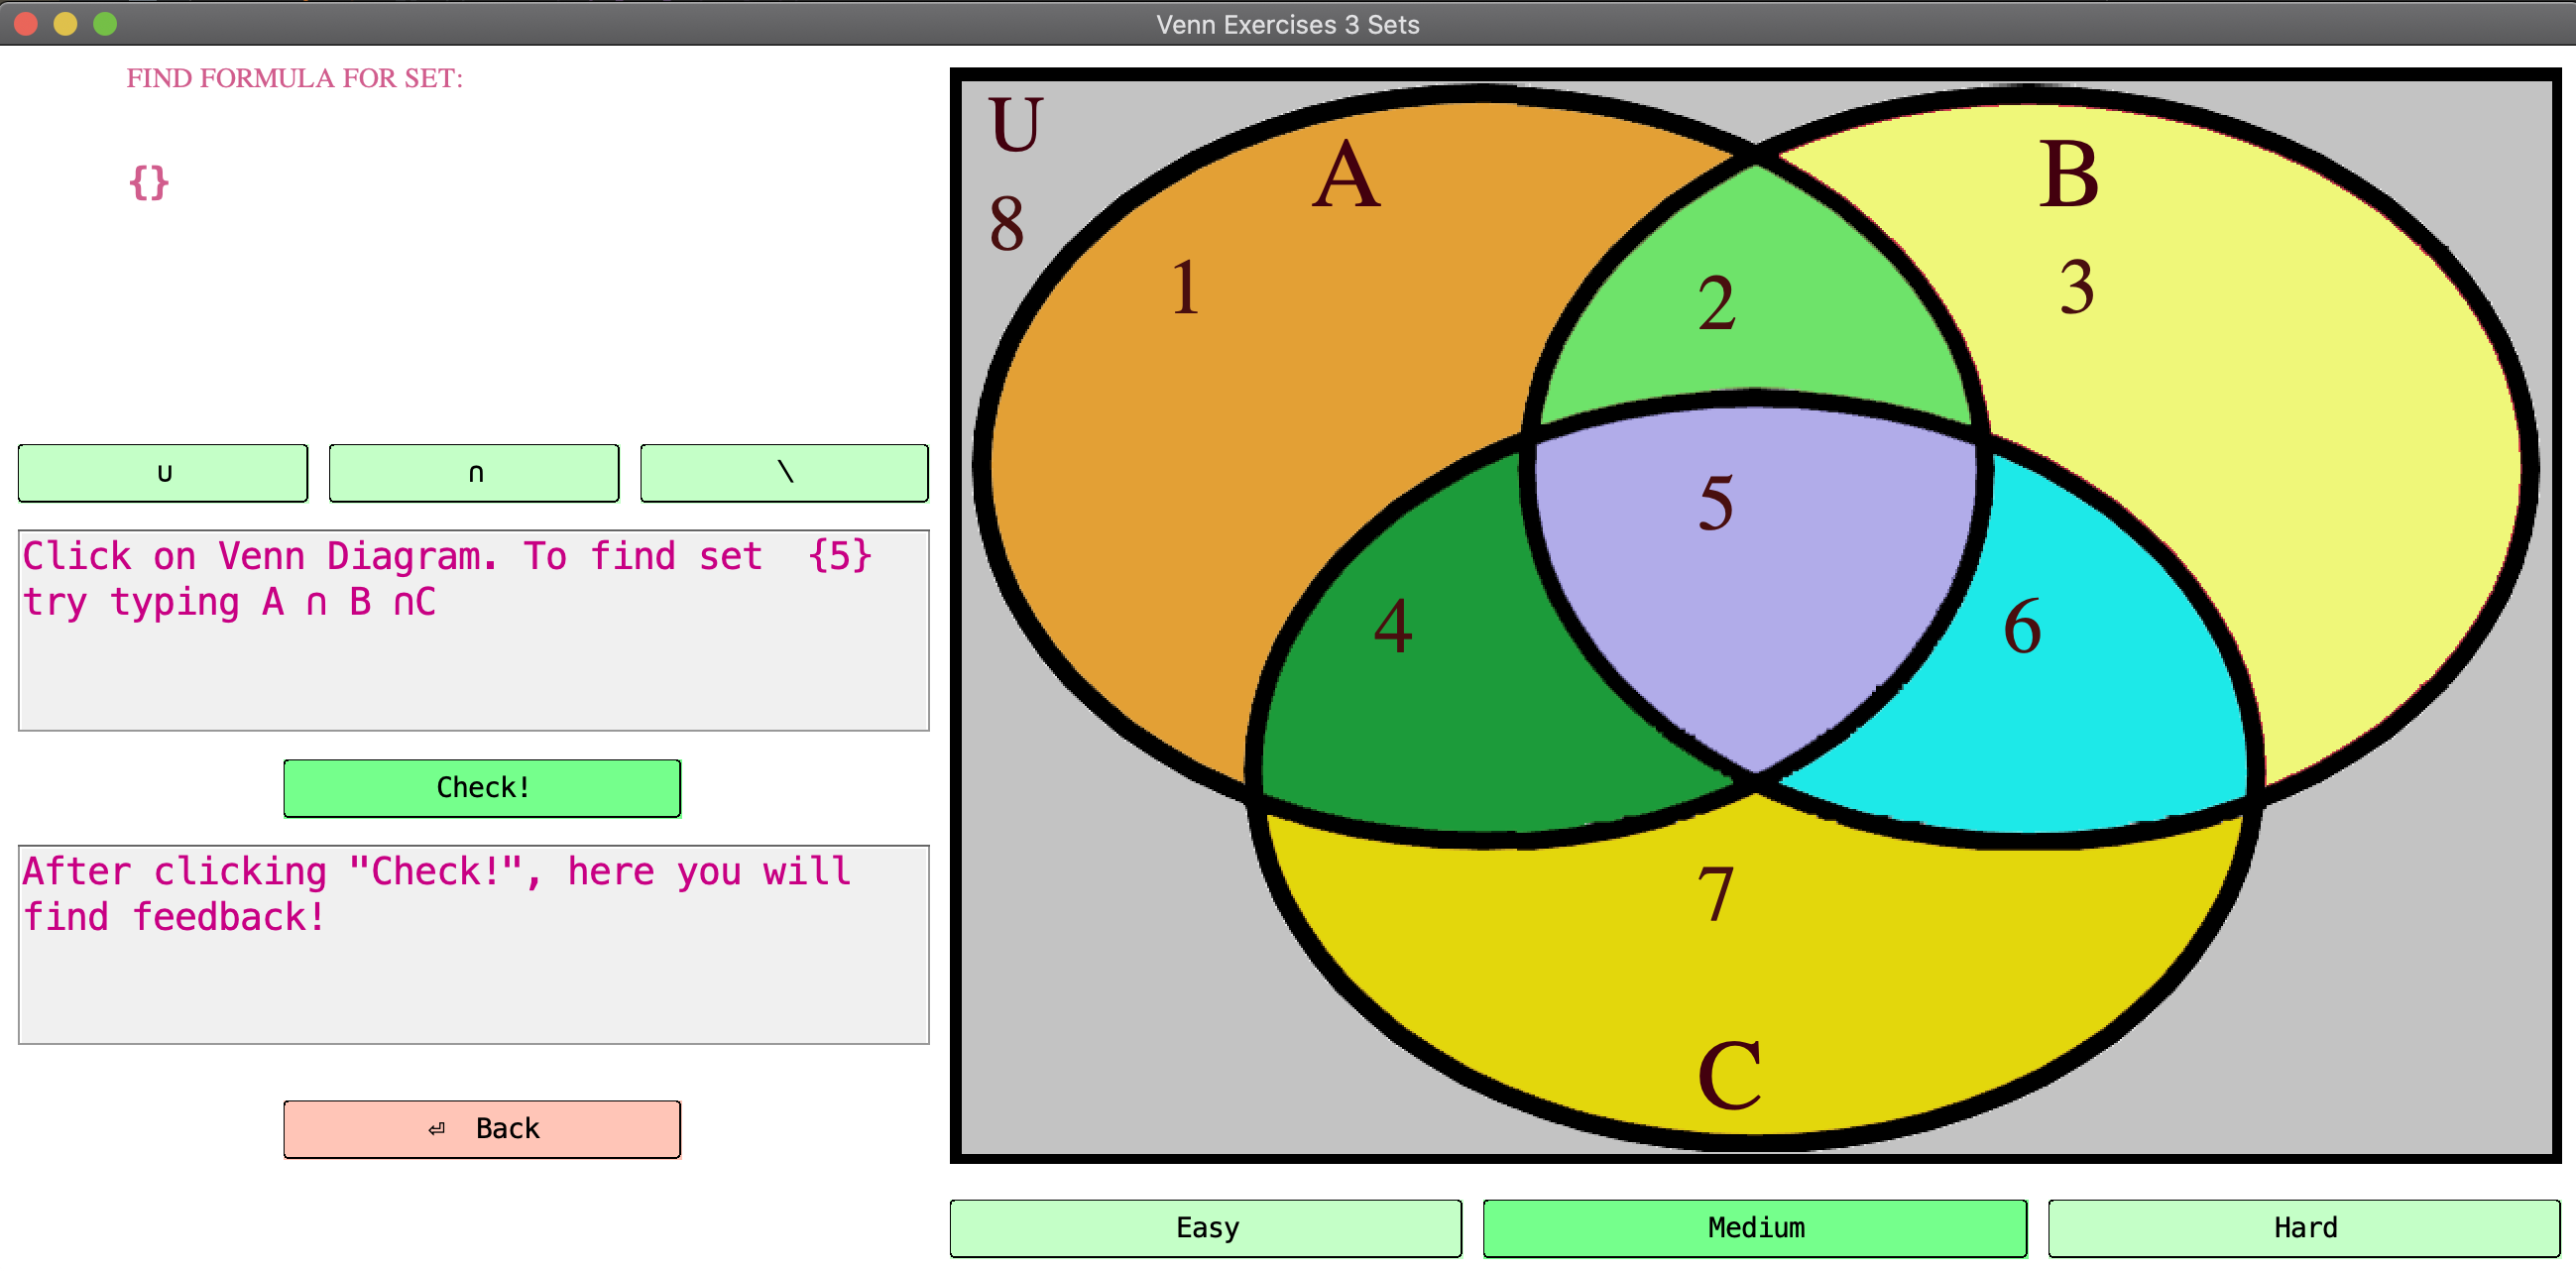 Venn Exercises 3 Sets
FIND FORMULA FOR SET:
{}
∪
∩
\
Click on Venn Diagram. To find set  {5}
try typing A ∩ B ∩C
Check!
After clicking "Check!", here you will
find feedback!
⏎ Back
U
8
A
B
1
2
3
4
5
6
7
C
Easy
Medium
Hard